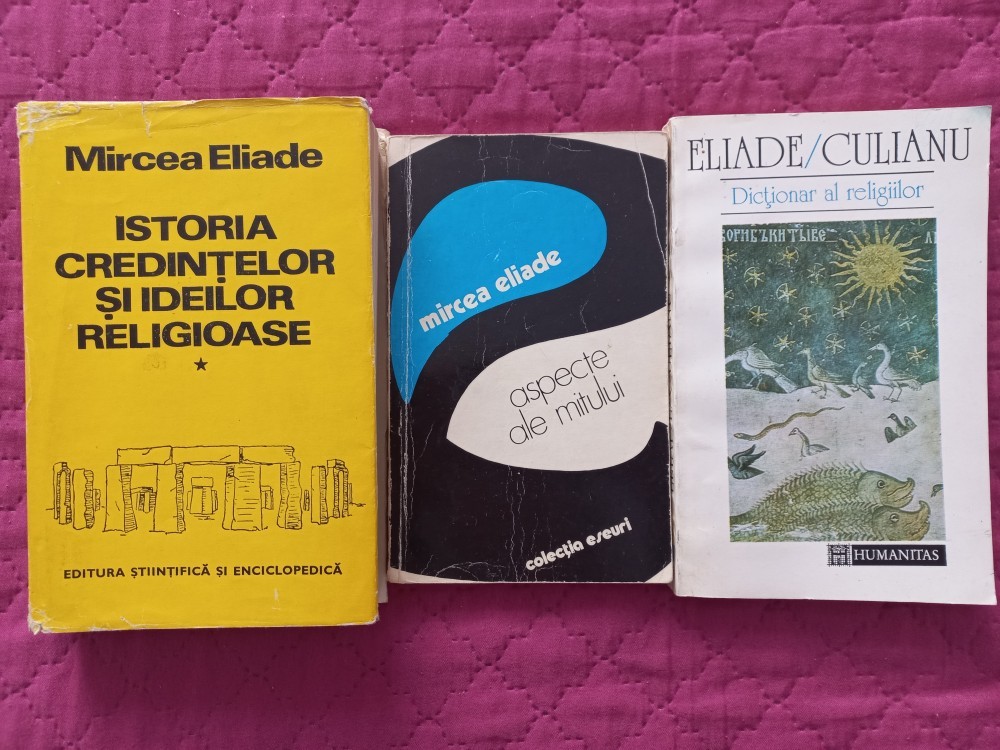 Mircea Eliade
ISTORIA
CREDINȚELOR
ȘI IDEILOR
RELIGIOASE
*
EDITURA ȘTIINȚIFICĂ ȘI ENCICLOPEDICĂ
mircea eliade
aspecte
ale mitului
colecția eseuri
ELIADE/CULIANU
Dicţionar al religiilor
HUMANITAS